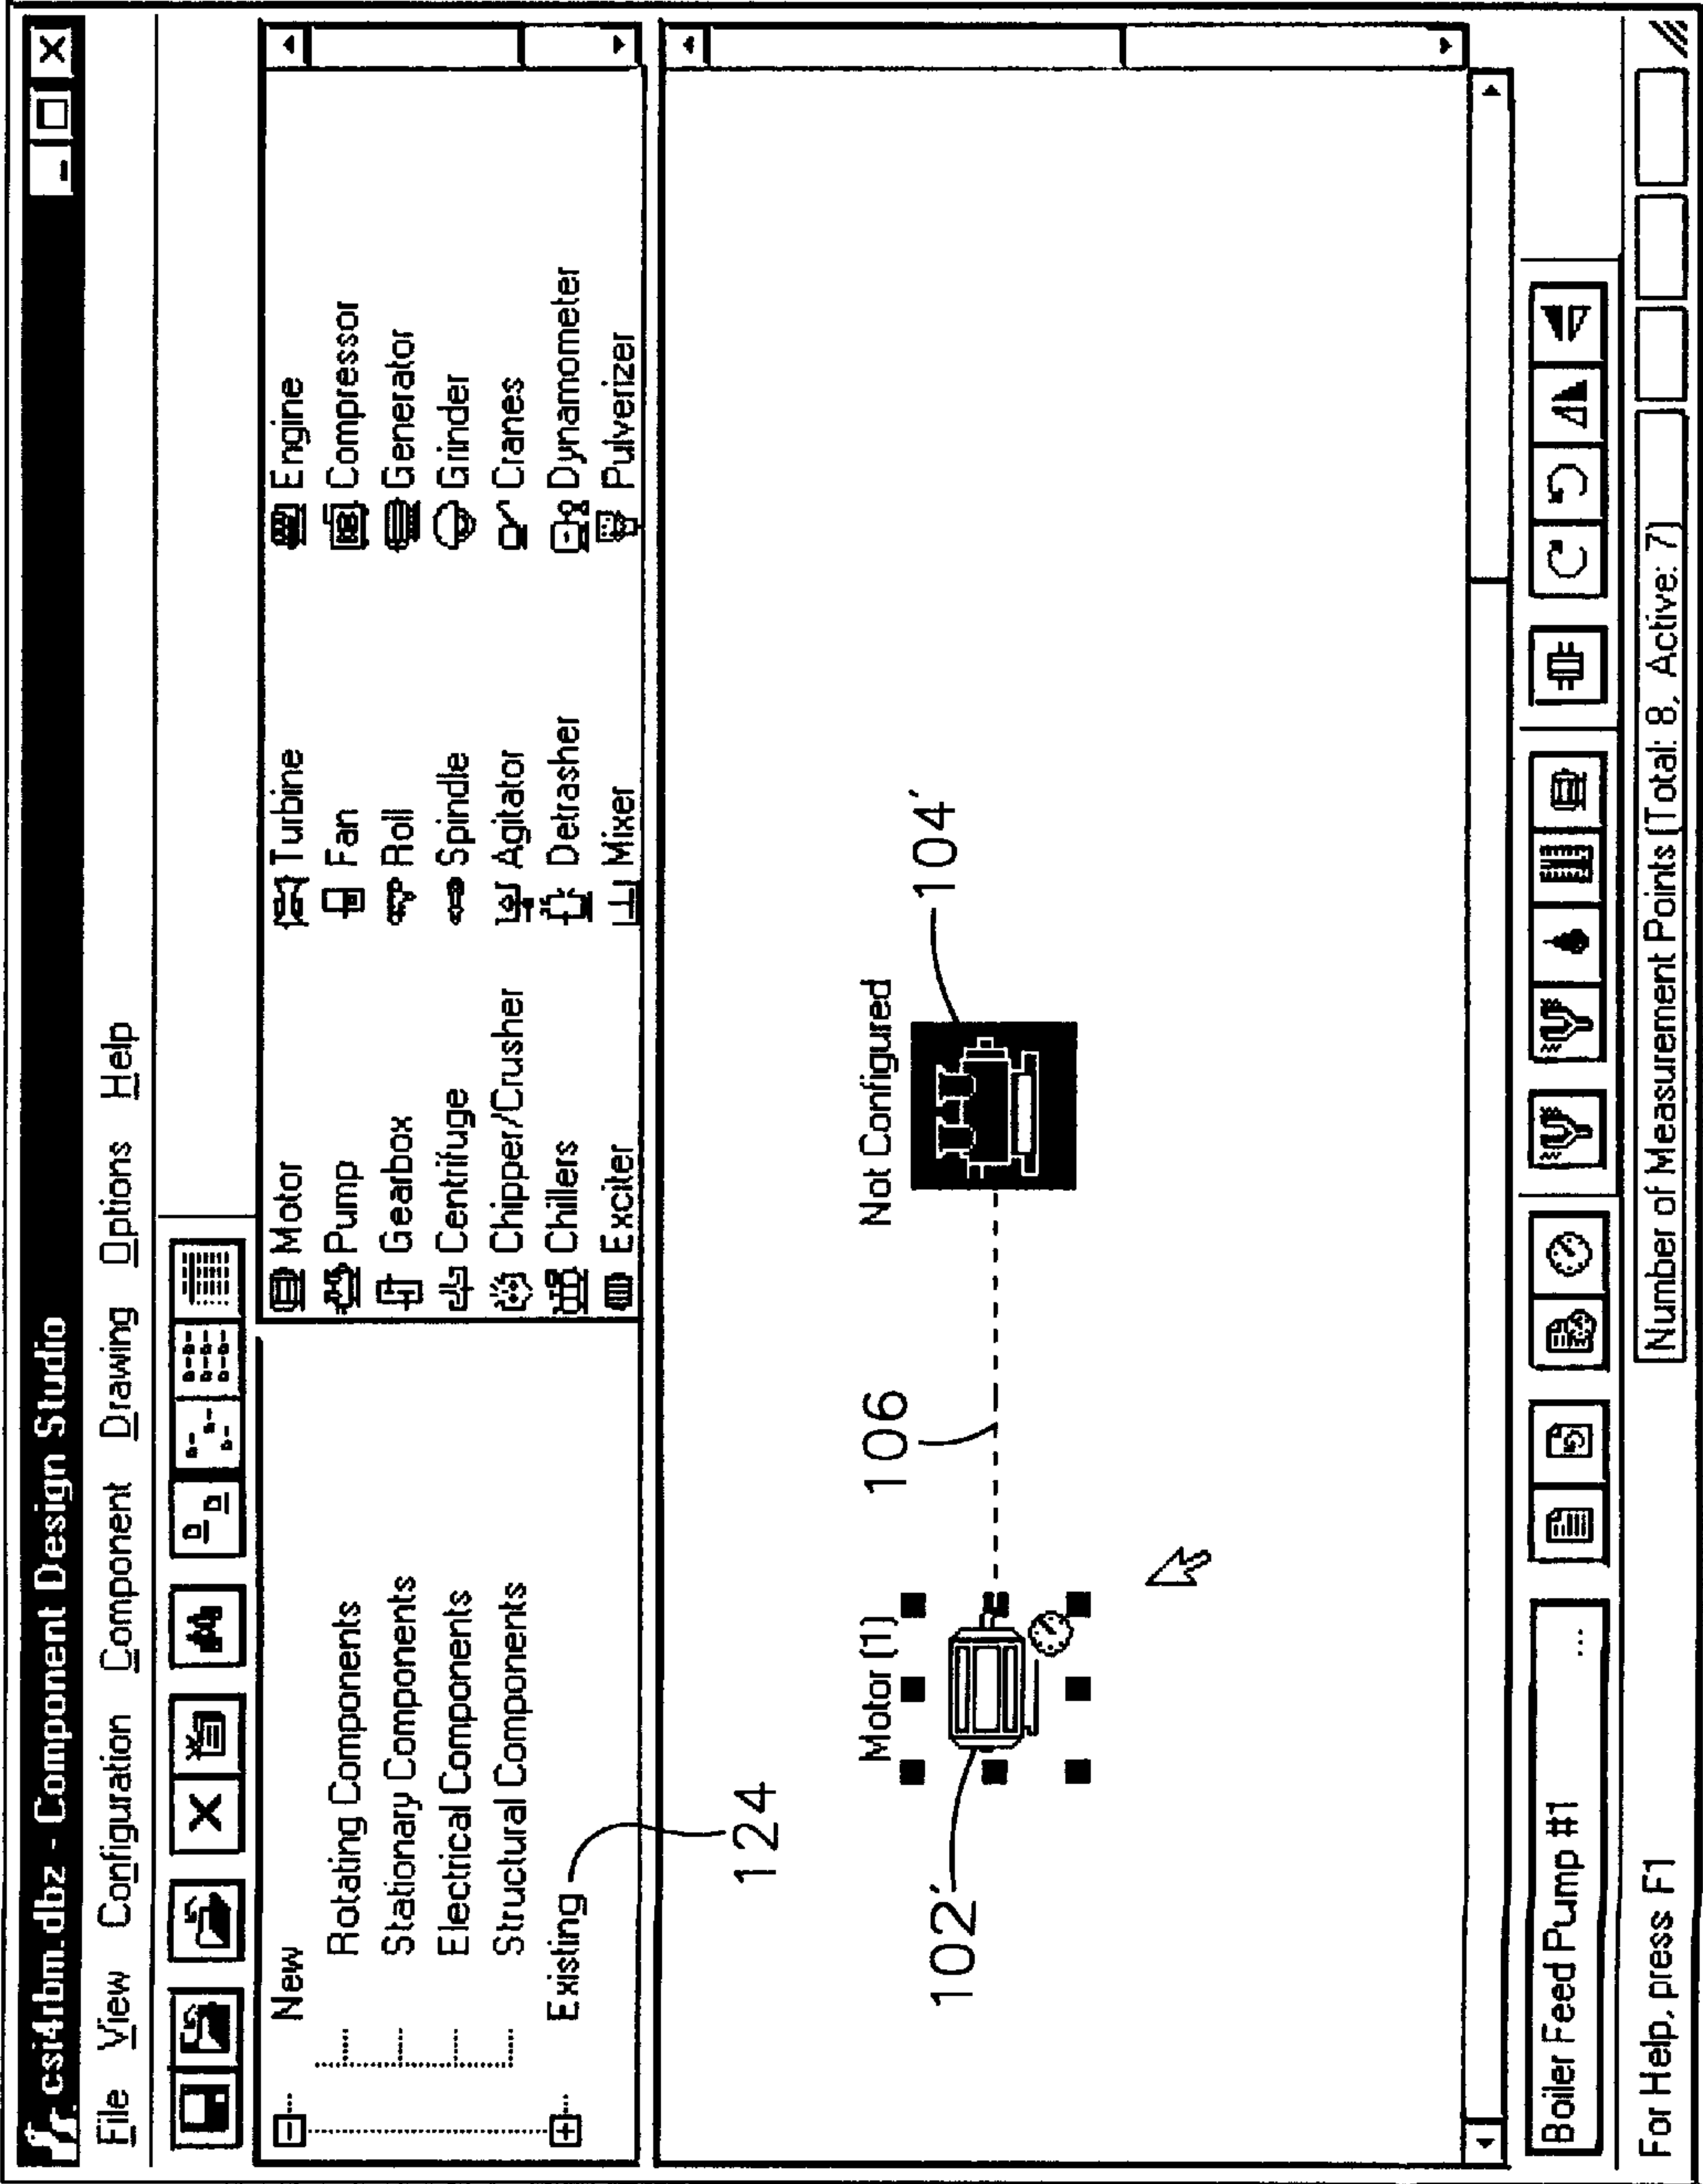 csi4rbm.dbz - Component Design Studio
File View Configuration Component Drawing Options Help
New
Rotating Components
Stationary Components
Electrical Components
Structural Components
Existing
124
Motor Turbine Engine
Pump Fan Compressor
Gearbox Roll Generator
Centrifuge Spindle Grinder
Chipper/Crusher Agitator Cranes
Chillers Detrasher Dynamometer
Exciter Mixer Pulverizer
Motor (1) 106 Not Configured
102′ 104′
Boiler Feed Pump #1 ...
For Help, press F1 Number of Measurement Points (Total: 8, Active: 7)